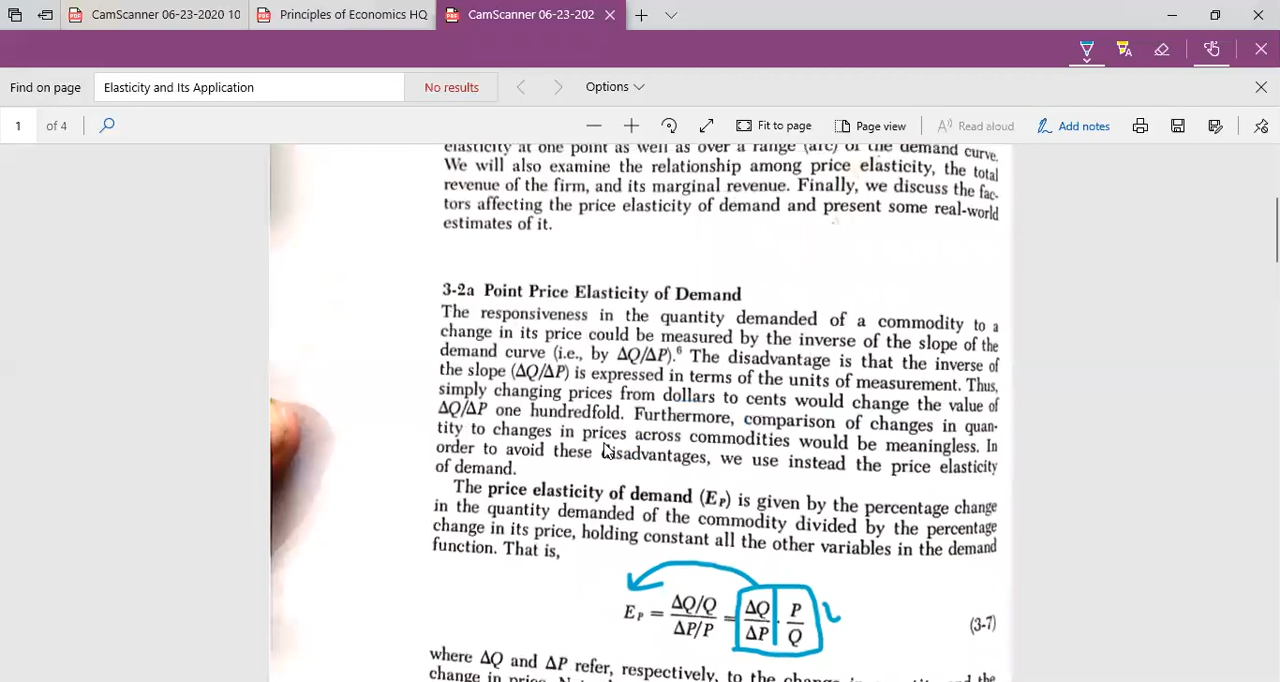 CamScanner 06-23-2020 10
Principles of Economics HQ
CamScanner 06-23-202
Find on page
Elasticity and Its Application
No results
Options
1 of 4
Fit to page
Page view
Read aloud
Add notes
elasticity at one point as well as over a range (arc) of the demand curve.
We will also examine the relationship among price elasticity, the total
revenue of the firm, and its marginal revenue. Finally, we discuss the fac-
tors affecting the price elasticity of demand and present some real-world
estimates of it.
3-2a Point Price Elasticity of Demand
The responsiveness in the quantity demanded of a commodity to a
change in its price could be measured by the inverse of the slope of the
demand curve (i.e., by ΔQ/ΔP).⁶ The disadvantage is that the inverse of
the slope (ΔQ/ΔP) is expressed in terms of the units of measurement. Thus,
simply changing prices from dollars to cents would change the value of
ΔQ/ΔP one hundredfold. Furthermore, comparison of changes in quan-
tity to changes in prices across commodities would be meaningless. In
order to avoid these disadvantages, we use instead the price elasticity
of demand.
The price elasticity of demand (E_P) is given by the percentage change
in the quantity demanded of the commodity divided by the percentage
change in its price, holding constant all the other variables in the demand
function. That is,
E_P = (ΔQ/Q)/(ΔP/P) = ΔQ/ΔP · P/Q (3-7)
where ΔQ and ΔP refer, respectively, to the change in
change in price.